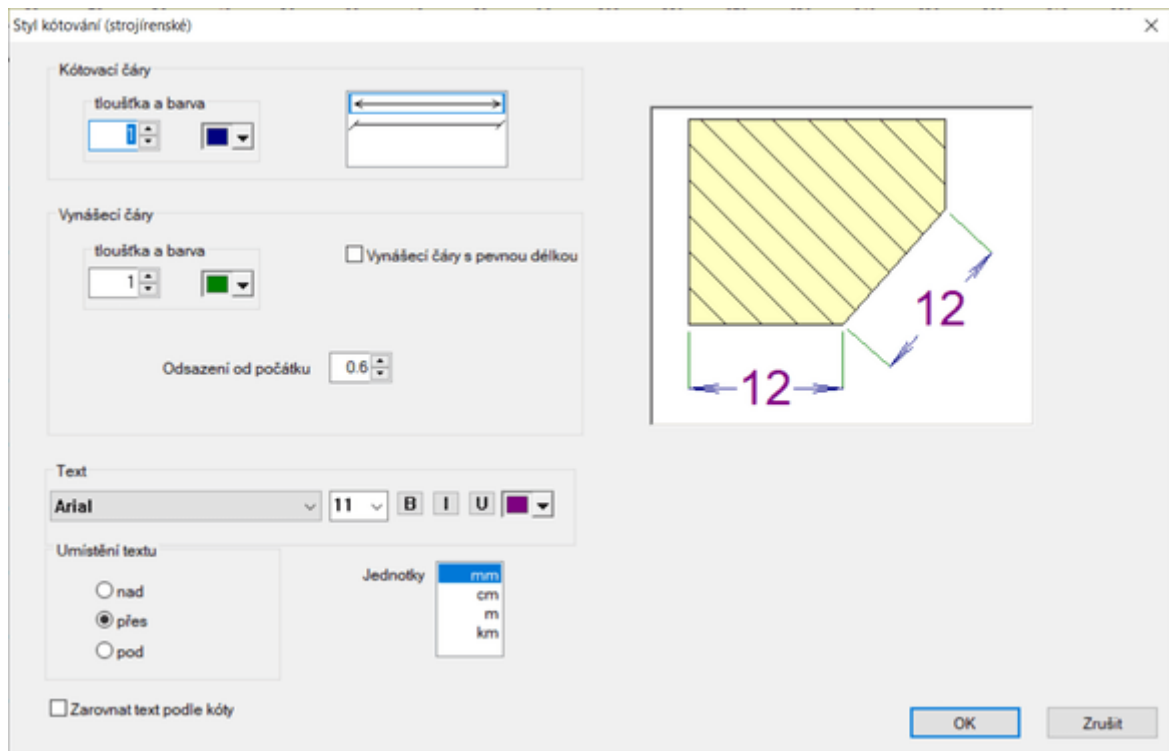 Styl kótování (strojírenské)
Kótovací čáry
tloušťka a barva
1
Vynášecí čáry
tloušťka a barva
1
Vynášecí čáry s pevnou délkou
Odsazení od počátku 0.6
12
12
Text
Arial 11 B I U
Umístění textu
nad
přes
pod
Jednotky
mm
cm
m
km
Zarovnat text podle kóty
OK Zrušit